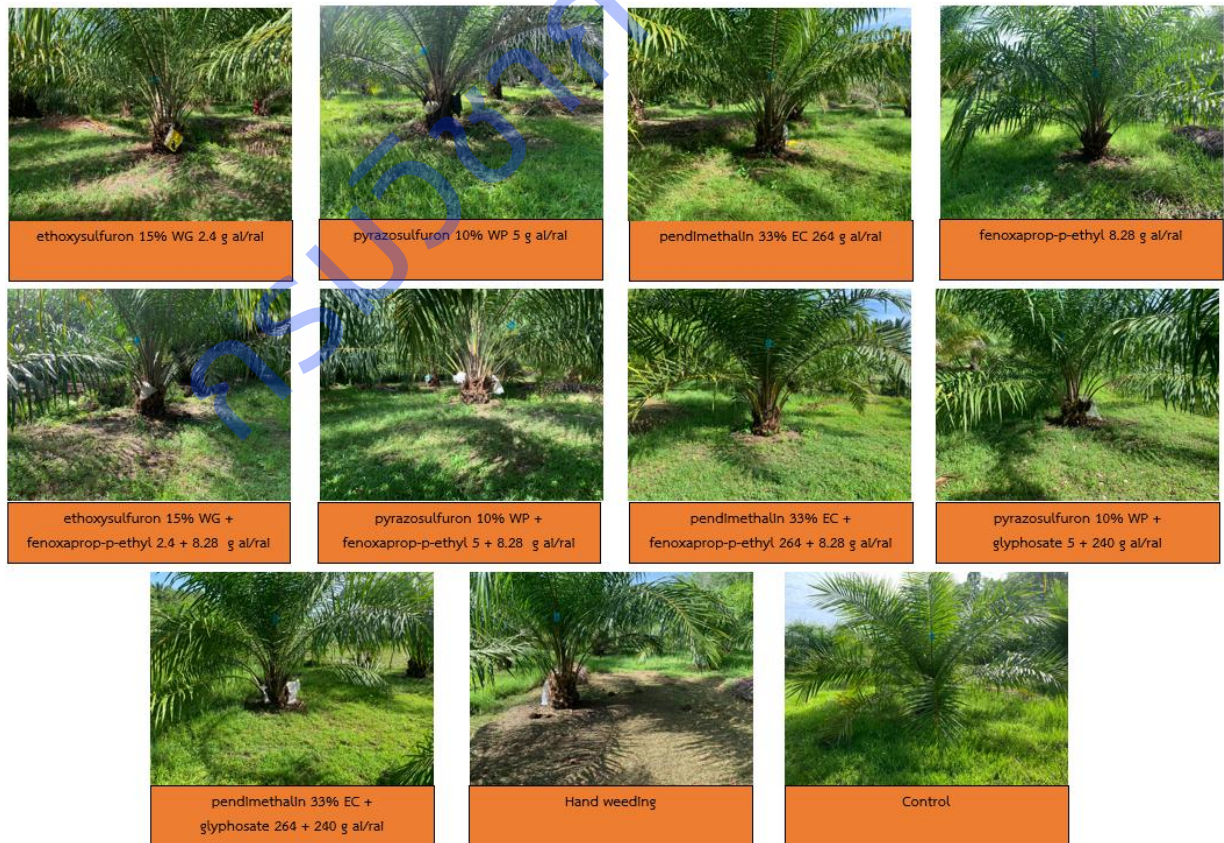 ethoxysulfuron 15% WG 2.4 g ai/rai
pyrazosulfuron 10% WP 5 g ai/rai
pendimethalin 33% EC 264 g ai/rai
fenoxaprop-p-ethyl 8.28 g ai/rai
ethoxysulfuron 15% WG +
fenoxaprop-p-ethyl 2.4 + 8.28 g ai/rai
pyrazosulfuron 10% WP +
fenoxaprop-p-ethyl 5 + 8.28 g ai/rai
pendimethalin 33% EC +
fenoxaprop-p-ethyl 264 + 8.28 g ai/rai
pyrazosulfuron 10% WP +
glyphosate 5 + 240 g ai/rai
pendimethalin 33% EC +
glyphosate 264 + 240 g ai/rai
Hand weeding
Control